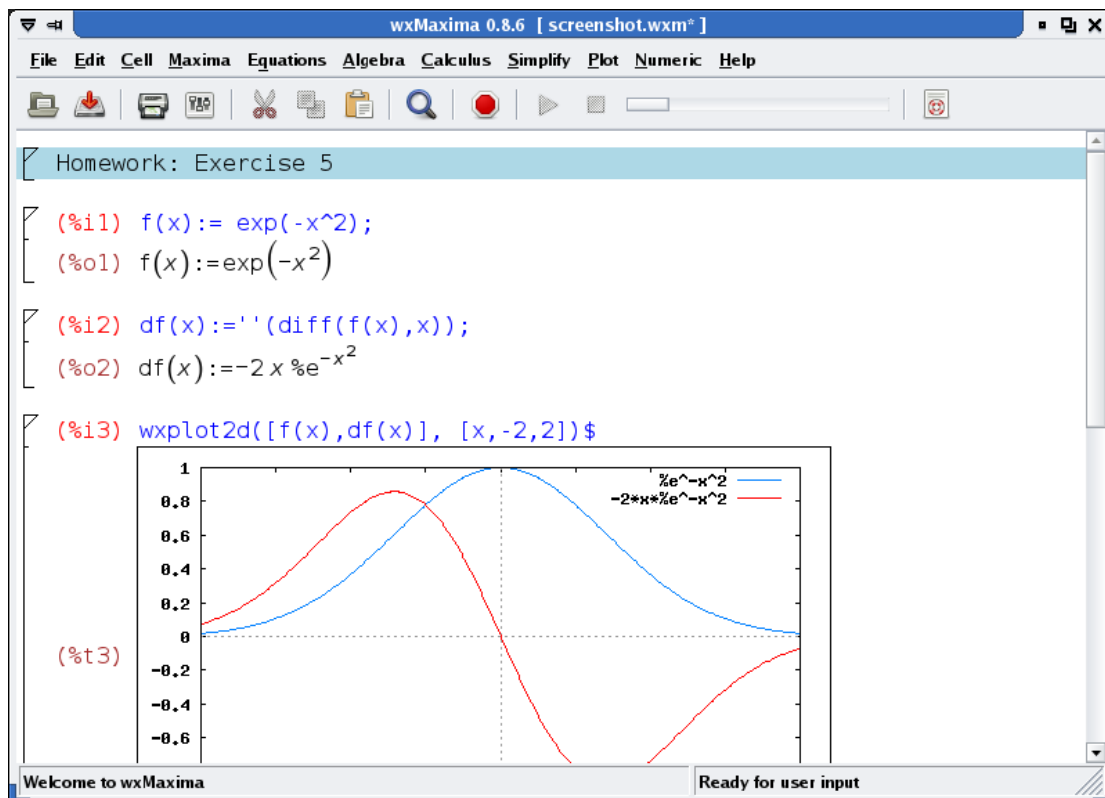 wxMaxima 0.8.6 [ screenshot.wxm* ]
File Edit Cell Maxima Equations Algebra Calculus Simplify Plot Numeric Help
Homework: Exercise 5
(%i1) f(x):= exp(-x^2);
(%o1) f(x):=exp(-x²)
(%i2) df(x):=''(diff(f(x),x));
(%o2) df(x):=-2 x %e^-x²
(%i3) wxplot2d([f(x),df(x)], [x,-2,2])$
(%t3)
%e^-x^2
-2*x*%e^-x^2
1
0.8
0.6
0.4
0.2
0
-0.2
-0.4
-0.6
Welcome to wxMaxima
Ready for user input